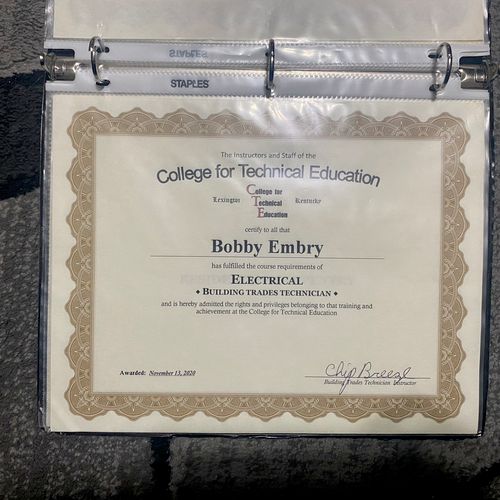 STAPLES
STAPLES
The Instructors and Staff of the
College for Technical Education
College for
Lexington Technical Kentucky
Education
certify to all that
Bobby Embry
has fulfilled the course requirements of
ELECTRICAL
◆ BUILDING TRADES TECHNICIAN ◆
and is hereby admitted the rights and privileges belonging to that training and
achievement at the College for Technical Education
Awarded: November 13, 2020
Chip Breeze
Building Trades Technician Instructor